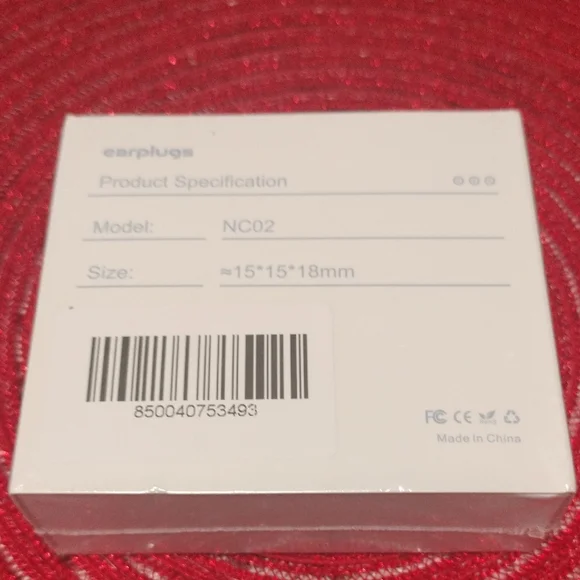 earplugs
Product Specification
Model: NC02
Size: ≈15*15*18mm
850040753493
FC CE
Made In China